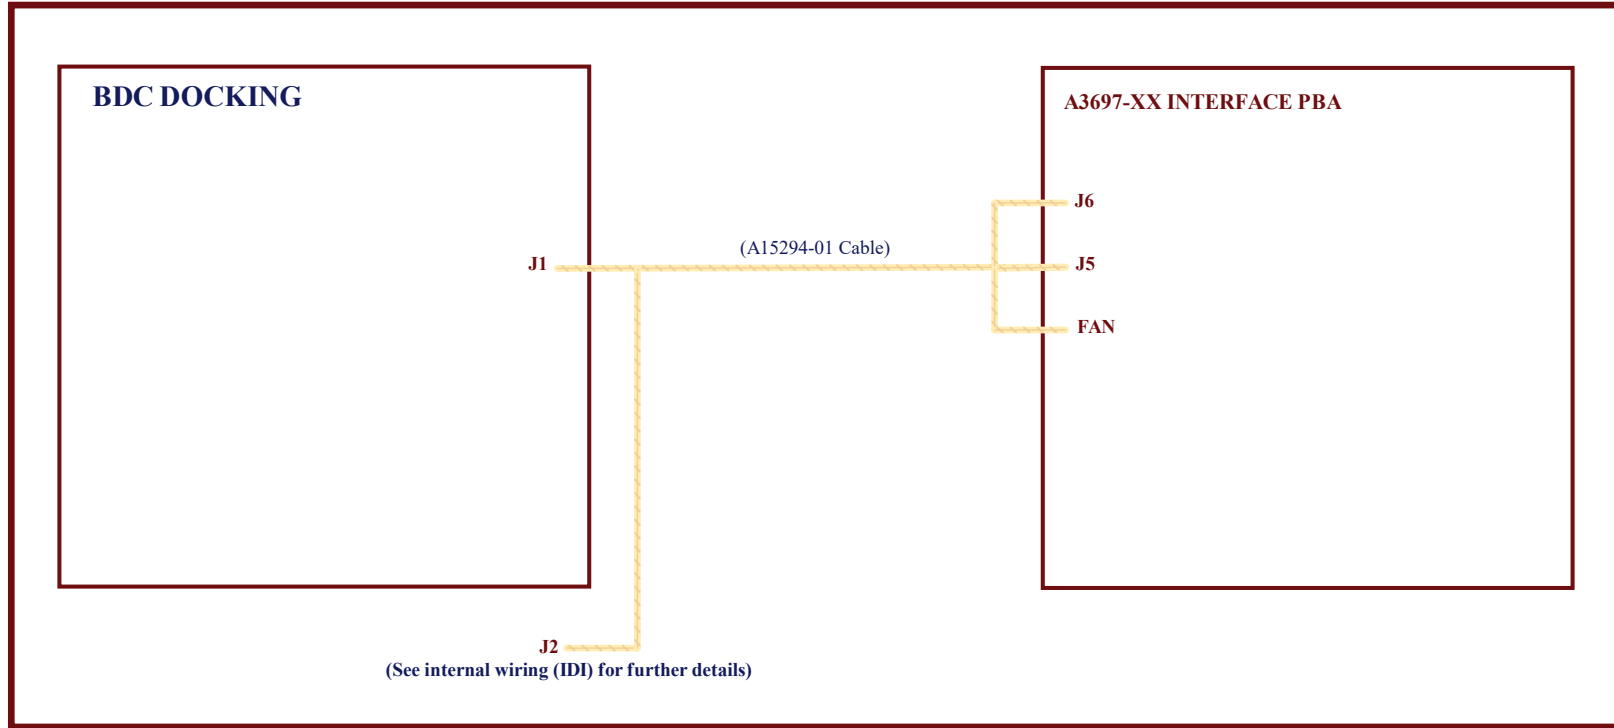 BDC DOCKING
A3697-XX INTERFACE PBA
J6
(A15294-01 Cable)
J1
J5
FAN
J2
(See internal wiring (IDI) for further details)